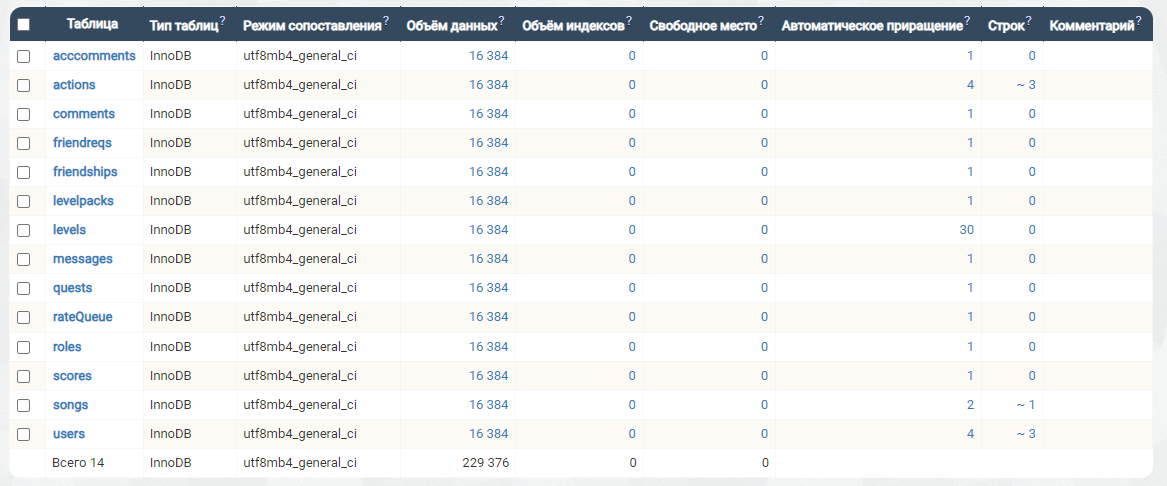 Таблица Тип таблиц? Режим сопоставления? Объём данных? Объём индексов? Свободное место? Автоматическое приращение? Строк? Комментарий?
acccomments InnoDB utf8mb4_general_ci 16 384 0 0 1 0
actions InnoDB utf8mb4_general_ci 16 384 0 0 4 ~ 3
comments InnoDB utf8mb4_general_ci 16 384 0 0 1 0
friendreqs InnoDB utf8mb4_general_ci 16 384 0 0 1 0
friendships InnoDB utf8mb4_general_ci 16 384 0 0 1 0
levelpacks InnoDB utf8mb4_general_ci 16 384 0 0 1 0
levels InnoDB utf8mb4_general_ci 16 384 0 0 30 0
messages InnoDB utf8mb4_general_ci 16 384 0 0 1 0
quests InnoDB utf8mb4_general_ci 16 384 0 0 1 0
rateQueue InnoDB utf8mb4_general_ci 16 384 0 0 1 0
roles InnoDB utf8mb4_general_ci 16 384 0 0 1 0
scores InnoDB utf8mb4_general_ci 16 384 0 0 1 0
songs InnoDB utf8mb4_general_ci 16 384 0 0 2 ~ 1
users InnoDB utf8mb4_general_ci 16 384 0 0 4 ~ 3
Всего 14 InnoDB utf8mb4_general_ci 229 376 0 0